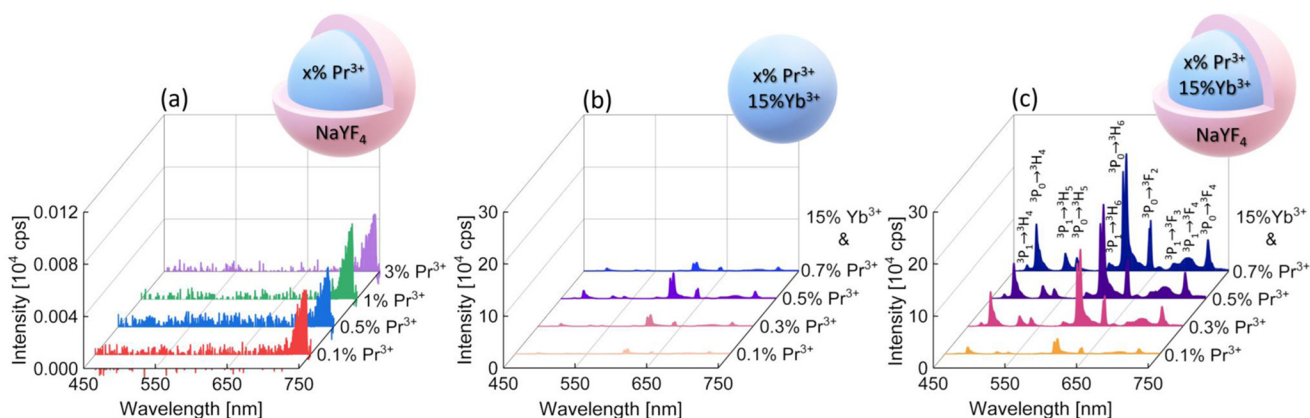 (a)
x% Pr³⁺
NaYF₄
Intensity [10⁴ cps]
0.012
0.008
0.004
0.000
450
550
650
750
Wavelength [nm]
3% Pr³⁺
1% Pr³⁺
0.5% Pr³⁺
0.1% Pr³⁺
(b)
x% Pr³⁺
15%Yb³⁺
Intensity [10⁴ cps]
30
20
10
0
450
550
650
750
Wavelength [nm]
15% Yb³⁺
&
0.7% Pr³⁺
0.5% Pr³⁺
0.3% Pr³⁺
0.1% Pr³⁺
(c)
x% Pr³⁺
15%Yb³⁺
NaYF₄
Intensity [10⁴ cps]
30
20
10
0
450
550
650
750
Wavelength [nm]
³P₁→³H₄
³P₀→³H₄
³P₁→³H₅
³P₀→³H₅
³P₁→³H₆
³P₀→³H₆
³P₀→³F₂
³P₁→³F₃
³P₁→³F₄
³P₀→³F₄
15%Yb³⁺
&
0.7% Pr³⁺
0.5% Pr³⁺
0.3% Pr³⁺
0.1% Pr³⁺